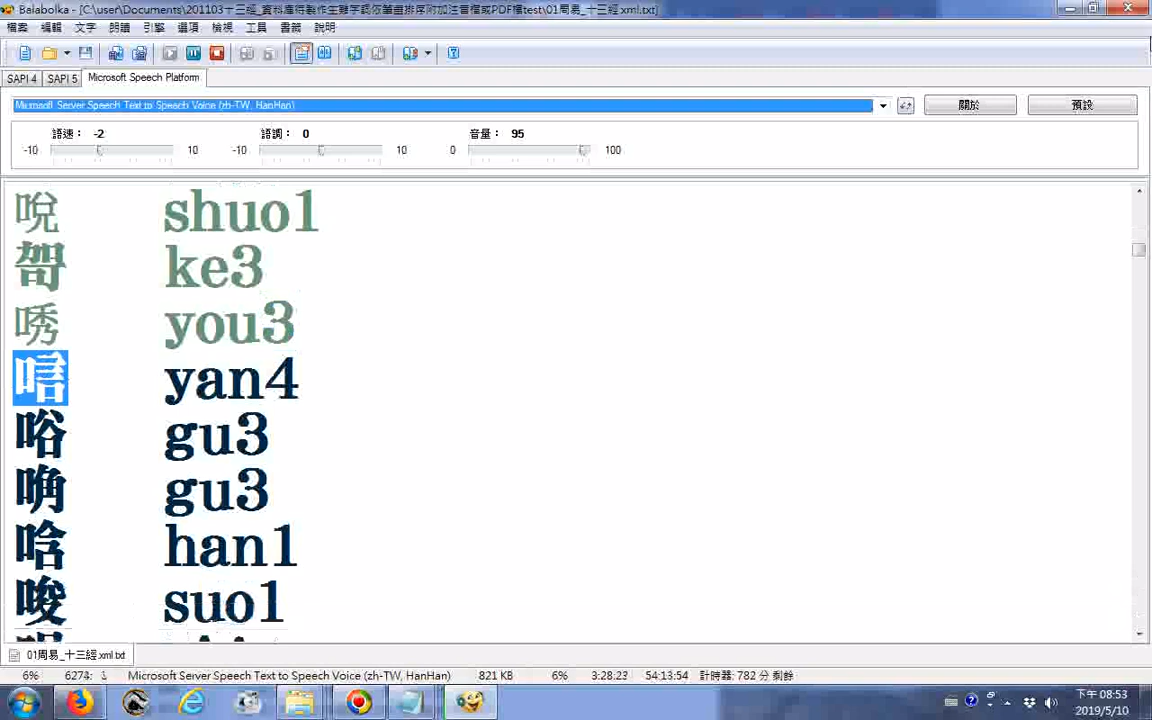 Balabolka - [C:\user\Documents\201103十三經_資料庫待製作生難字詞依筆畫排序附加注音檔或PDF檔test\01周易_十三經.xml.txt]
檔案 編輯 文字 朗讀 引擎 選項 檢視 工具 書籤 說明
SAPI 4 SAPI 5 Microsoft Speech Platform
Microsoft Server Speech Text to Speech Voice (zh-TW, HanHan) 關於 預設
語速： -2 語調： 0 音量： 95
-10 10 -10 10 0 100
哾 shuo1
哿 ke3
唀 you3
唁 yan4
唂 gu3
唃 gu3
唅 han1
唆 suo1
01周易_十三經.xml.txt
6% 6274: 1 Microsoft Server Speech Text to Speech Voice (zh-TW, HanHan) 821 KB 6% 3:28:23 54:13:54 計時器: 782 分 剩餘
下午 08:53
2019/5/10